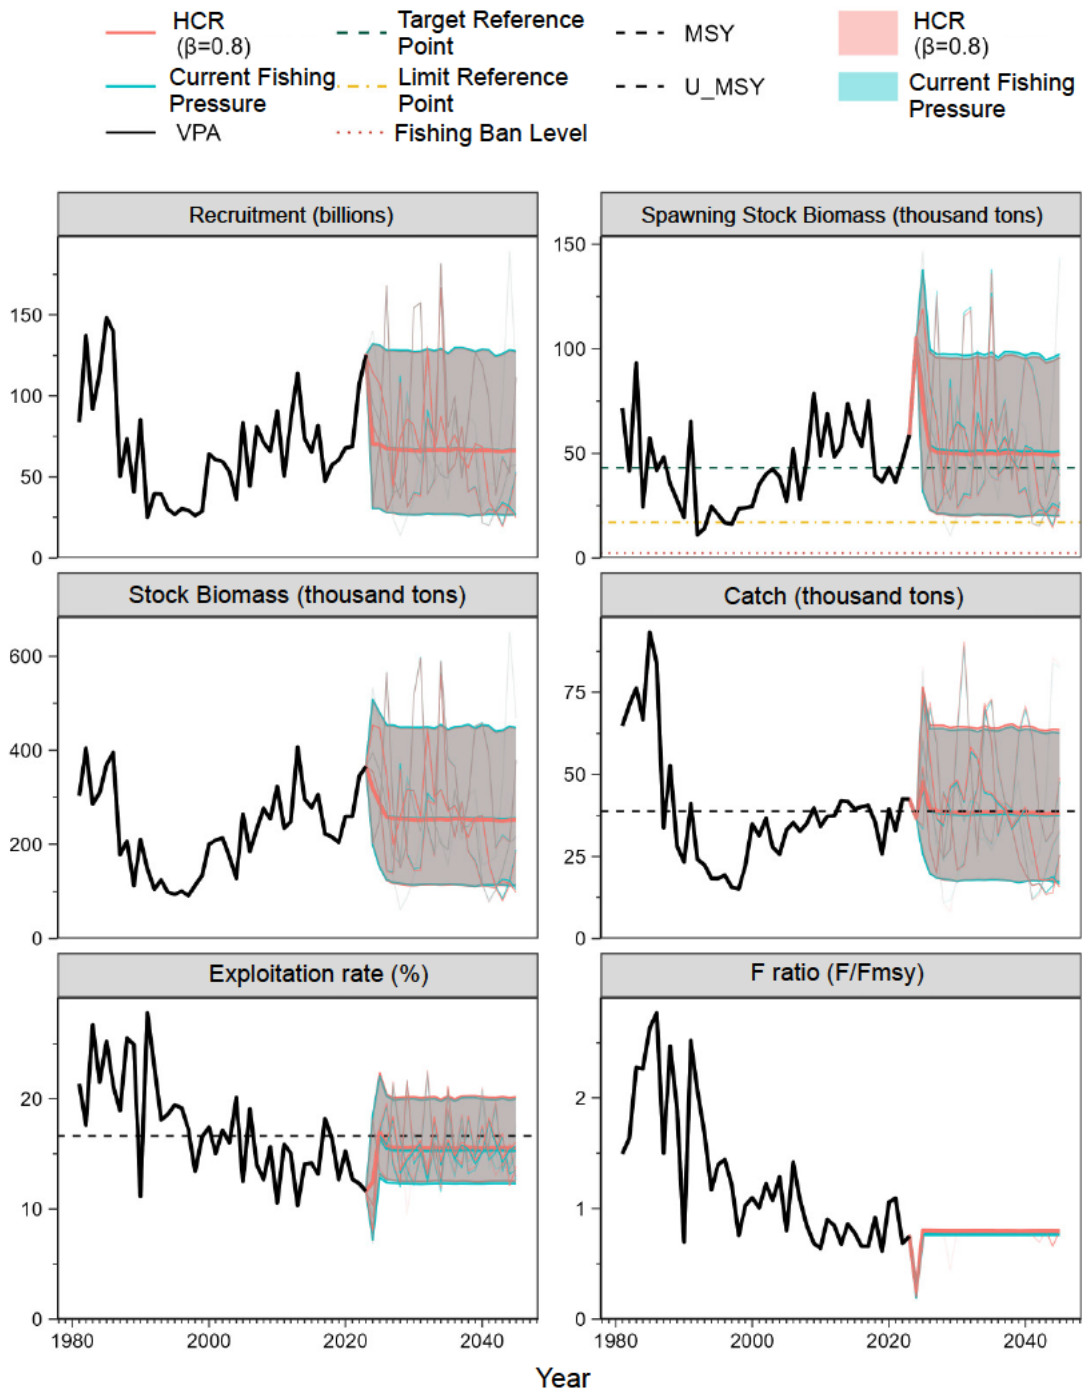 HCR
(β=0.8)
Target Reference
Point
MSY
HCR
(β=0.8)
Current Fishing
Pressure
Limit Reference
Point
U_MSY
Current Fishing
Pressure
VPA
Fishing Ban Level
Recruitment (billions)
150
100
50
0
Spawning Stock Biomass (thousand tons)
150
100
50
0
Stock Biomass (thousand tons)
600
400
200
0
Catch (thousand tons)
75
50
25
0
Exploitation rate (%)
20
10
0
1980 2000 2020 2040
F ratio (F/Fmsy)
2
1
0
1980 2000 2020 2040
Year